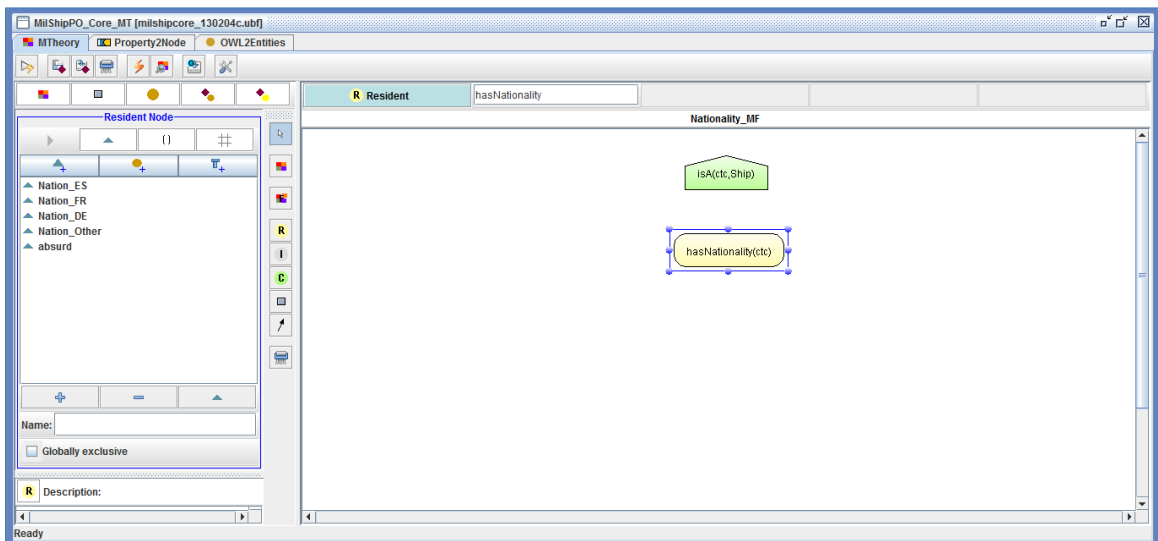 MilShipPO_Core_MT [milshipcore_130204c.ubf]
MTheory Property2Node OWL2Entities
R Resident hasNationality
Resident Node
Nationality_MF
()
isA(ctc,Ship)
Nation_ES
Nation_FR
Nation_DE
Nation_Other
absurd
R
hasNationality(ctc)
I
C
Name:
Globally exclusive
R Description:
Ready